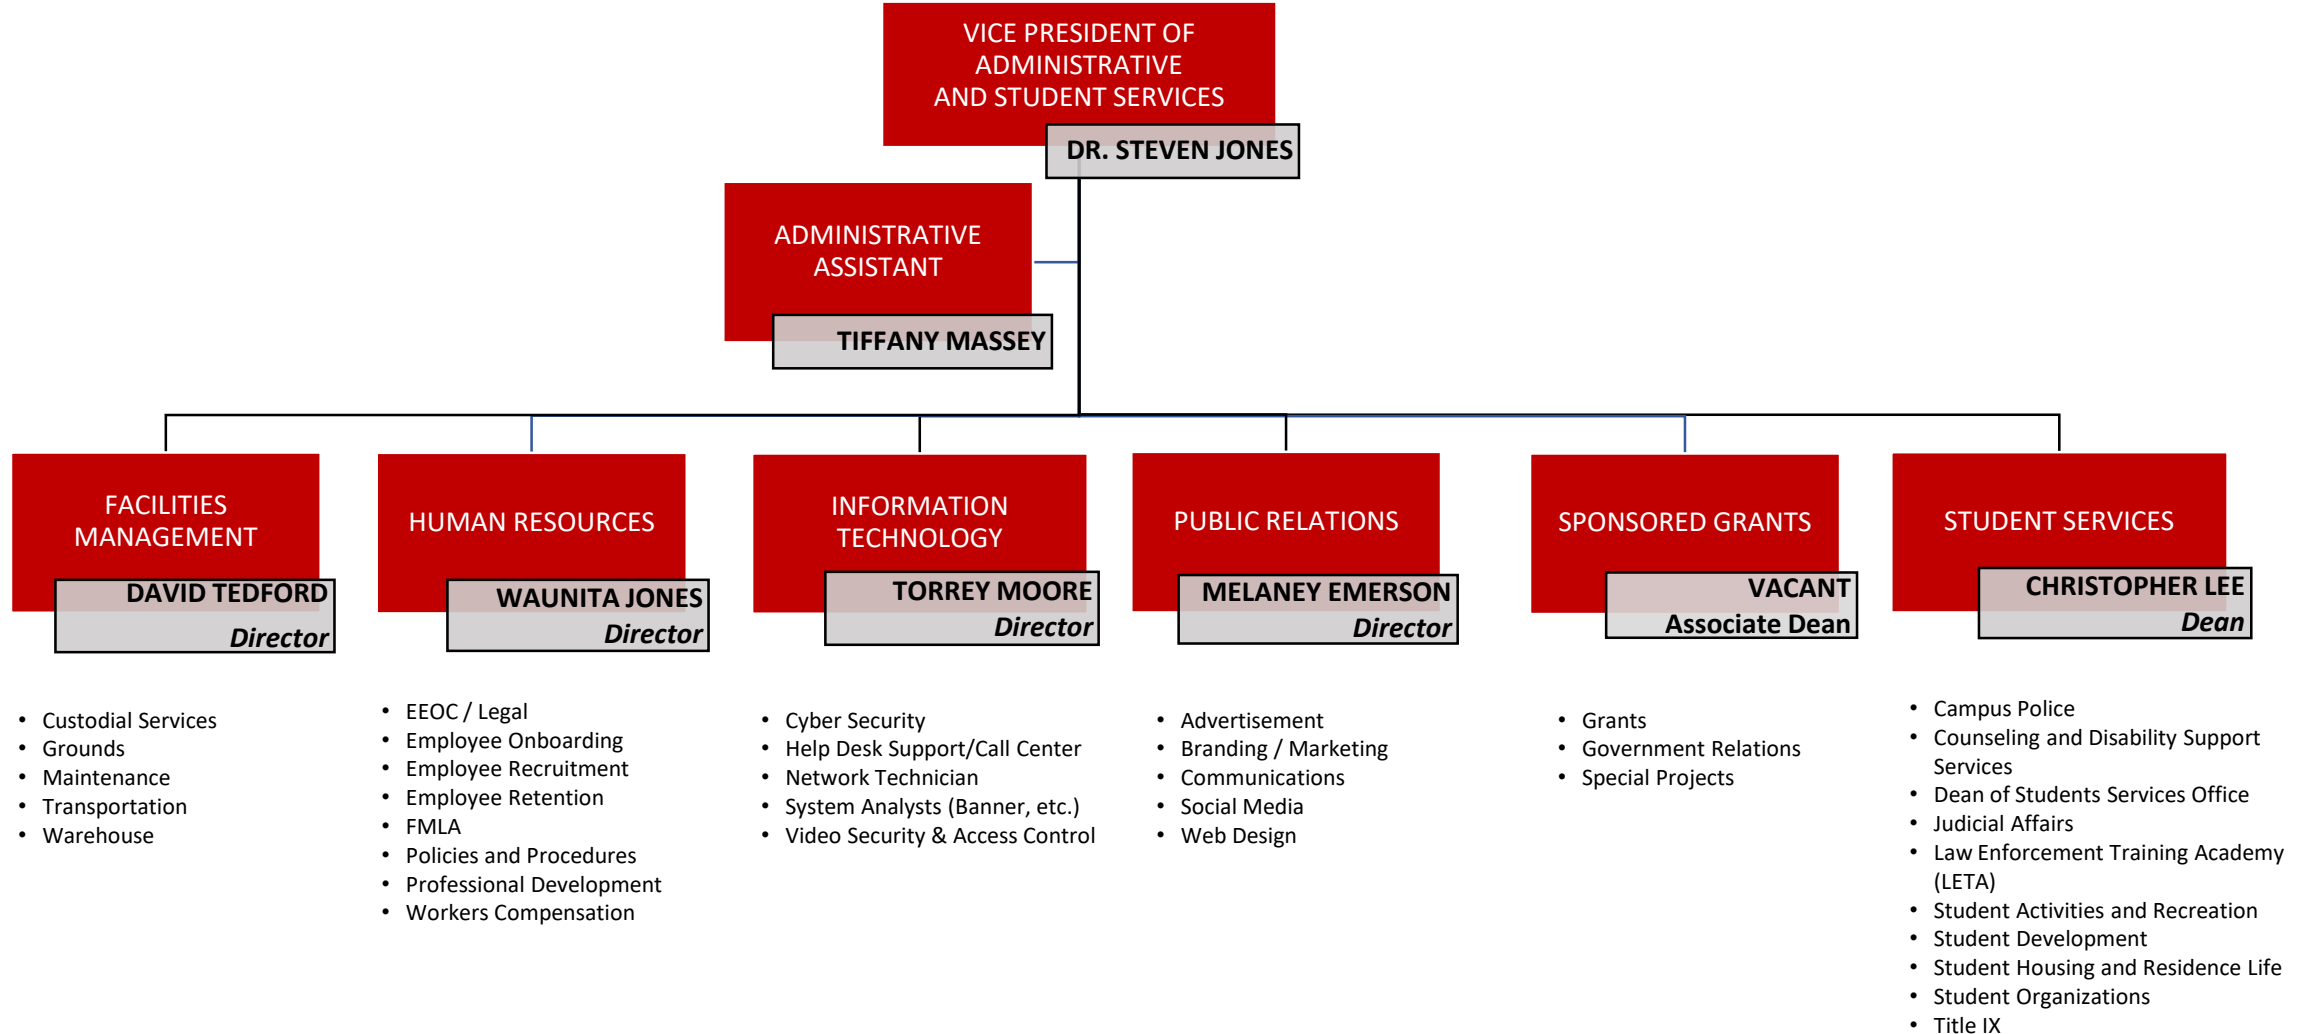 VICE PRESIDENT OF
ADMINISTRATIVE
AND STUDENT SERVICES
DR. STEVEN JONES
ADMINISTRATIVE
ASSISTANT
TIFFANY MASSEY
FACILITIES
MANAGEMENT
DAVID TEDFORD
Director
• Custodial Services
• Grounds
• Maintenance
• Transportation
• Warehouse
HUMAN RESOURCES
WAUNITA JONES
Director
• EEOC / Legal
• Employee Onboarding
• Employee Recruitment
• Employee Retention
• FMLA
• Policies and Procedures
• Professional Development
• Workers Compensation
INFORMATION
TECHNOLOGY
TORREY MOORE
Director
• Cyber Security
• Help Desk Support/Call Center
• Network Technician
• System Analysts (Banner, etc.)
• Video Security & Access Control
PUBLIC RELATIONS
MELANEY EMERSON
Director
• Advertisement
• Branding / Marketing
• Communications
• Social Media
• Web Design
SPONSORED GRANTS
VACANT
Associate Dean
• Grants
• Government Relations
• Special Projects
STUDENT SERVICES
CHRISTOPHER LEE
Dean
• Campus Police
• Counseling and Disability Support
Services
• Dean of Students Services Office
• Judicial Affairs
• Law Enforcement Training Academy
(LETA)
• Student Activities and Recreation
• Student Development
• Student Housing and Residence Life
• Student Organizations
• Title IX